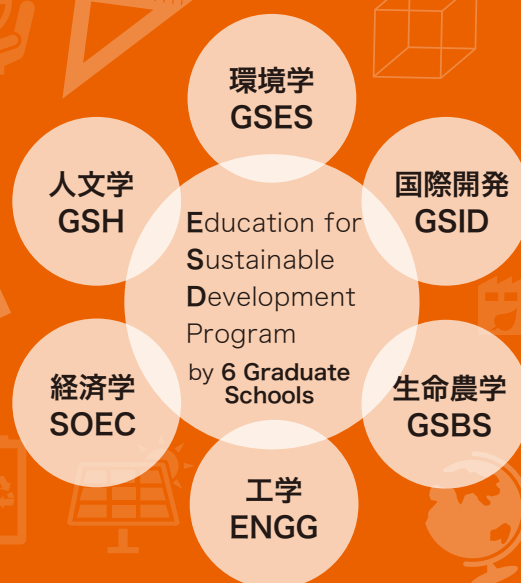 環境学
GSES
人文学
GSH
国際開発
GSID
Education for
Sustainable
Development
Program
by 6 Graduate
Schools
経済学
SOEC
生命農学
GSBS
工学
ENGG